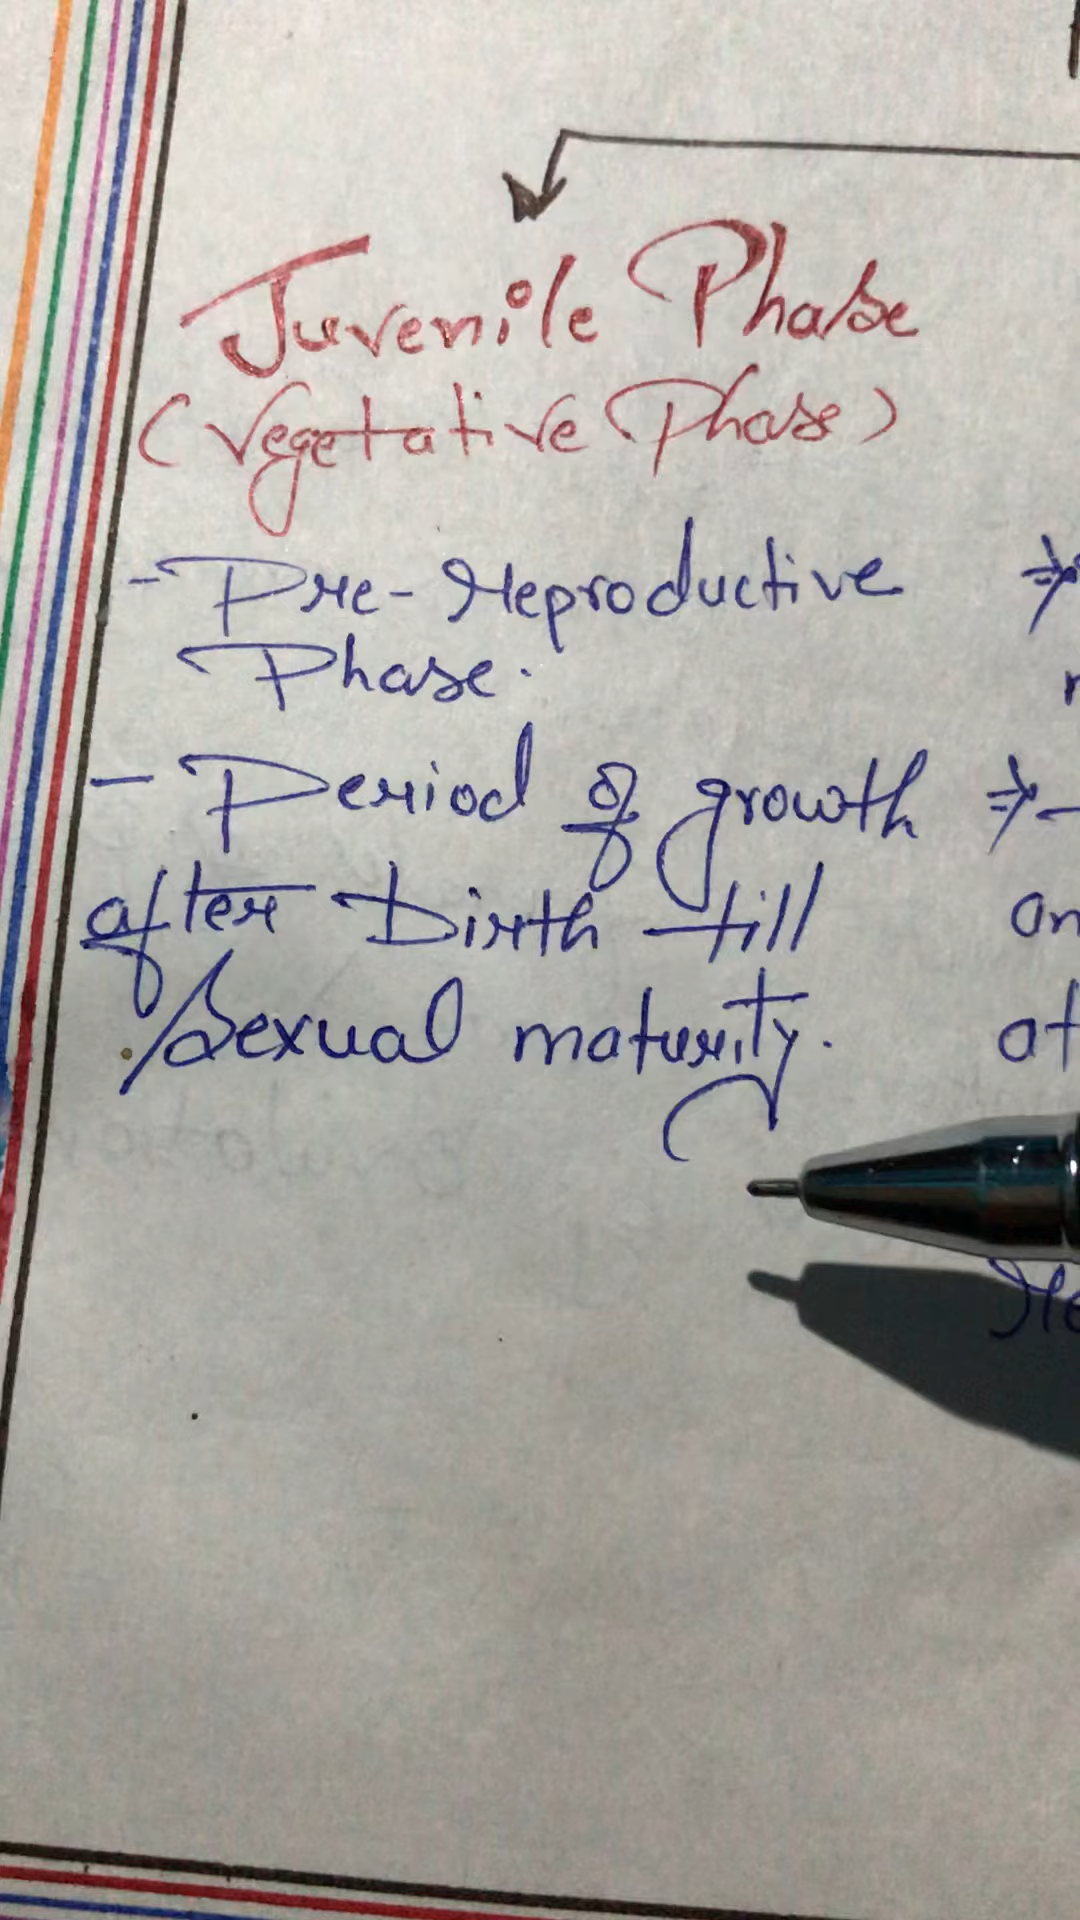 Juvenile Phase
(Vegetative Phase)
- Pre-reproductive
Phase.
- Period of growth
after birth till
sexual maturity.